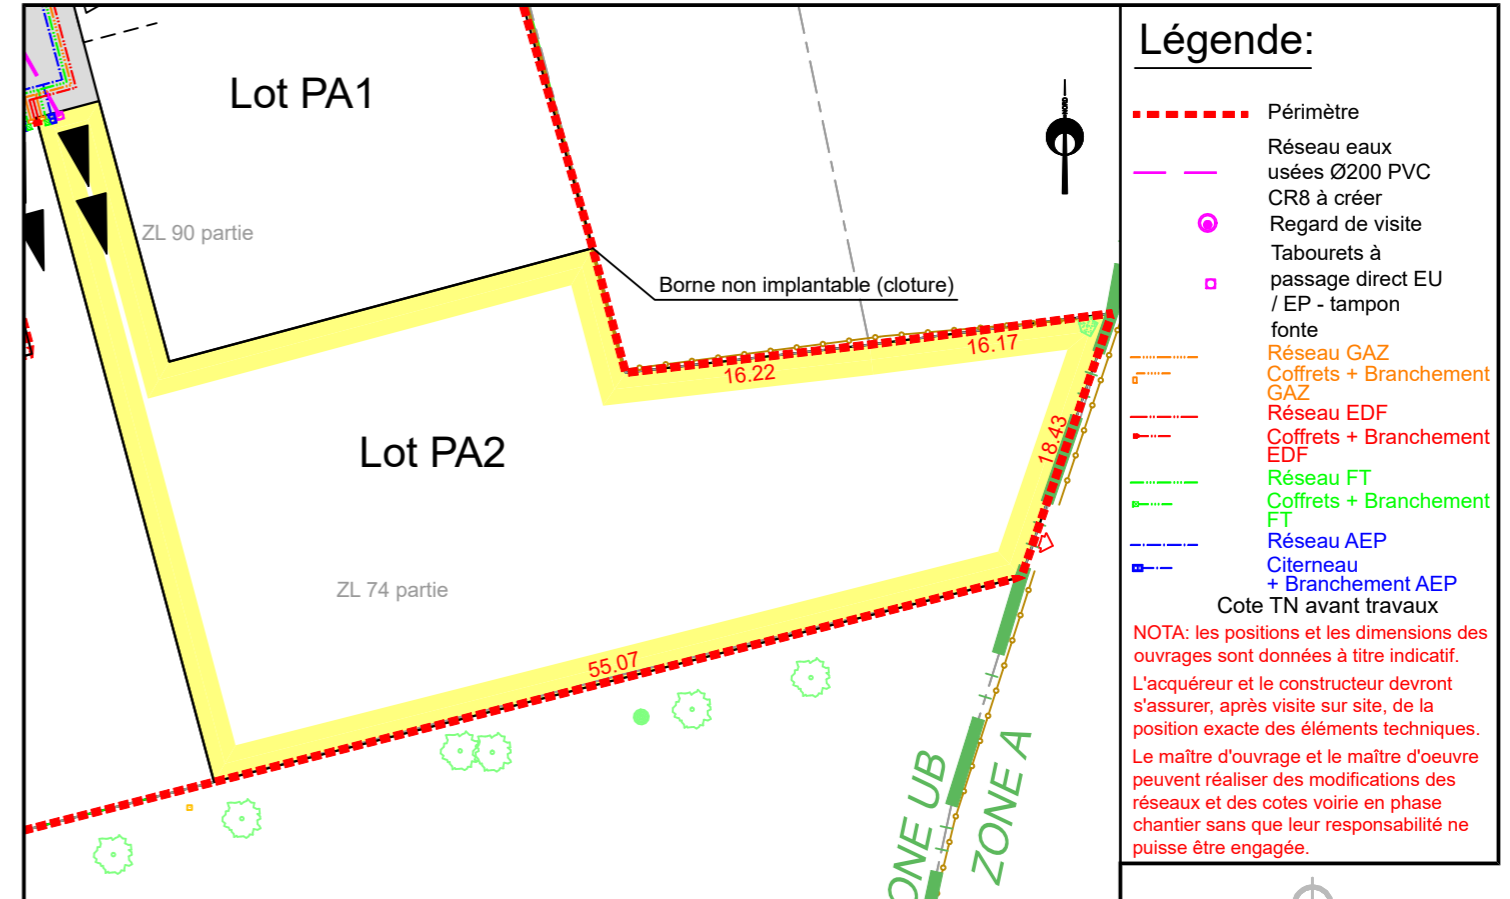 Lot PA1
ZL 90 partie
Borne non implantable (cloture)
16.22
16.17
18.43
Lot PA2
ZL 74 partie
55.07
ZONE A
NORD
Légende:
Périmètre
Réseau eaux
usées Ø200 PVC
CR8 à créer
Regard de visite
Tabourets à
passage direct EU
/ EP - tampon
fonte
Réseau GAZ
Coffrets + Branchement
GAZ
Réseau EDF
Coffrets + Branchement
EDF
Réseau FT
Coffrets + Branchement
FT
Réseau AEP
Citerneau
+ Branchement AEP
Cote TN avant travaux
NOTA: les positions et les dimensions des
ouvrages sont données à titre indicatif.
L'acquéreur et le constructeur devront
s'assurer, après visite sur site, de la
position exacte des éléments techniques.
Le maître d'ouvrage et le maître d'oeuvre
peuvent réaliser des modifications des
réseaux et des cotes voirie en phase
chantier sans que leur responsabilité ne
puisse être engagée.
ONE UB